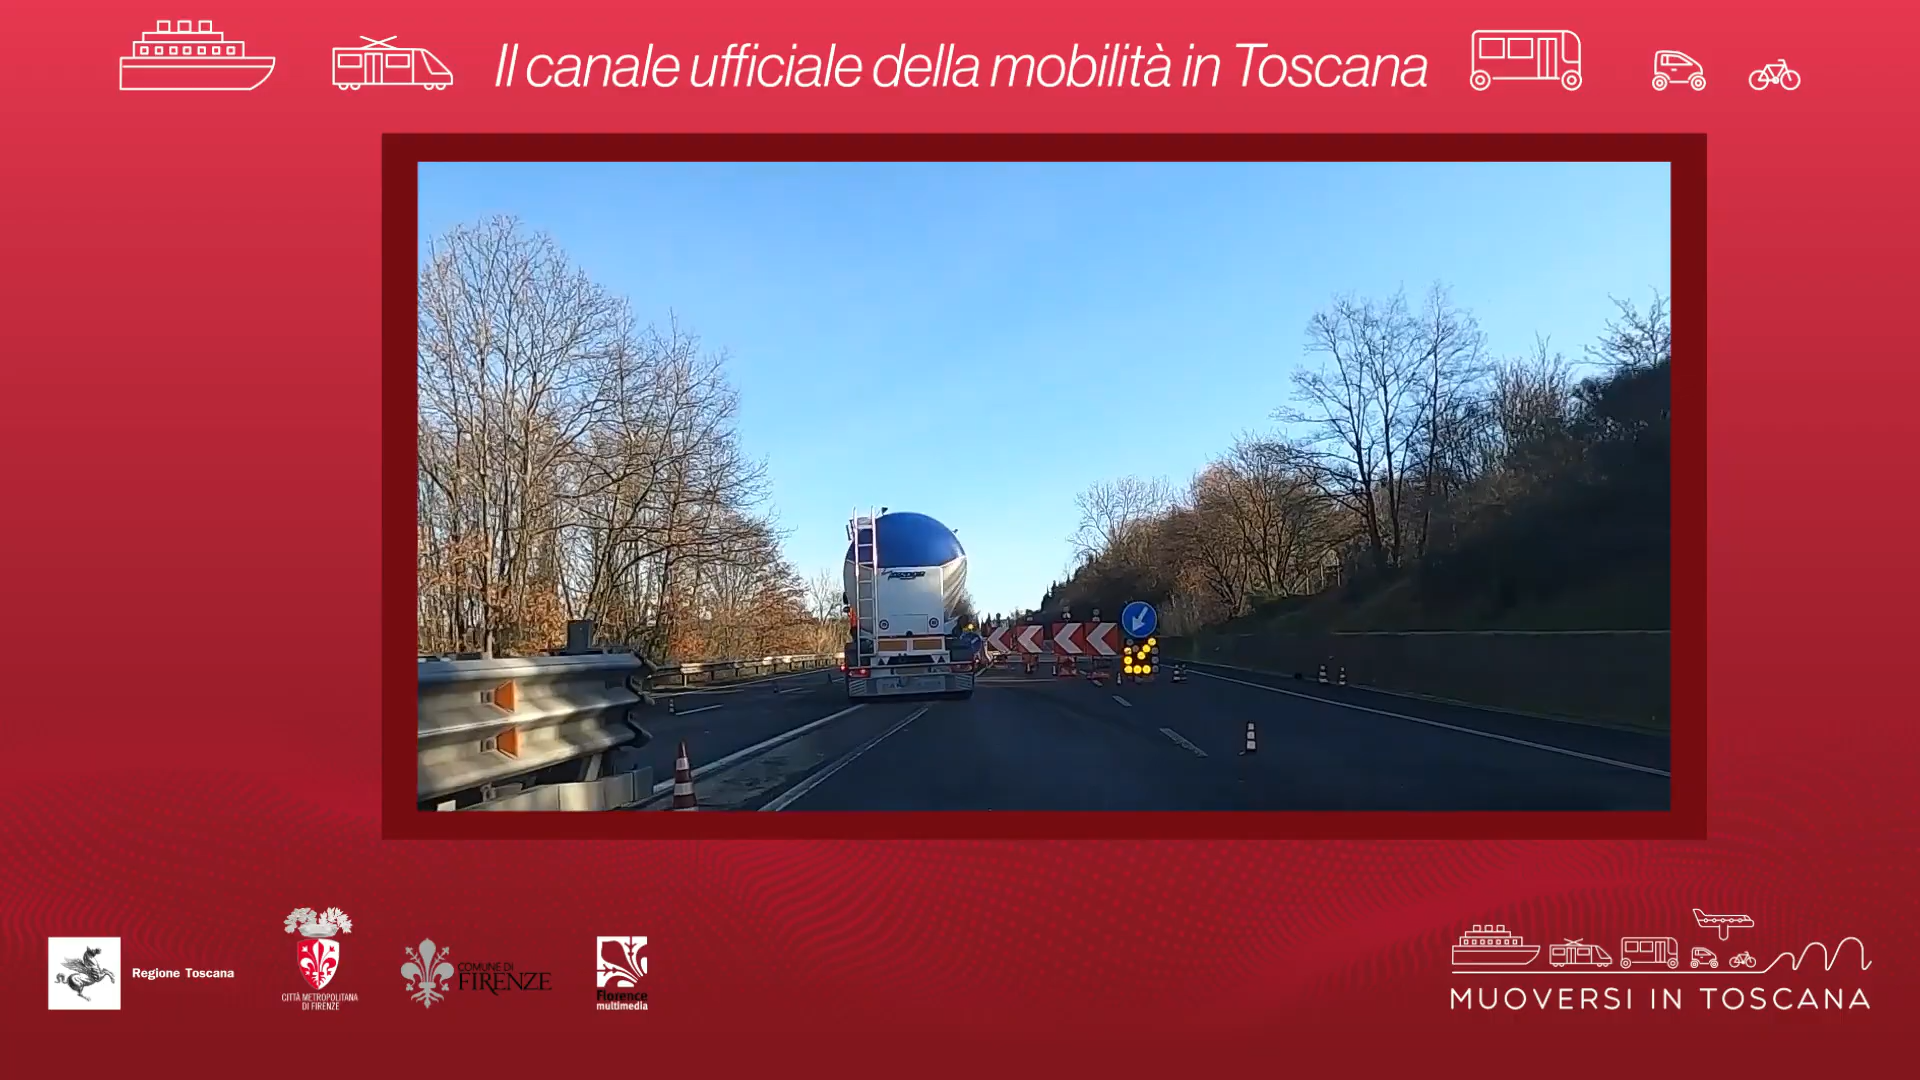 Il canale ufficiale della mobilità in Toscana
Regione Toscana
CITTÀ METROPOLITANA
DI FIRENZE
COMUNE DI
FIRENZE
Florence
multimedia
MUOVERSI IN TOSCANA